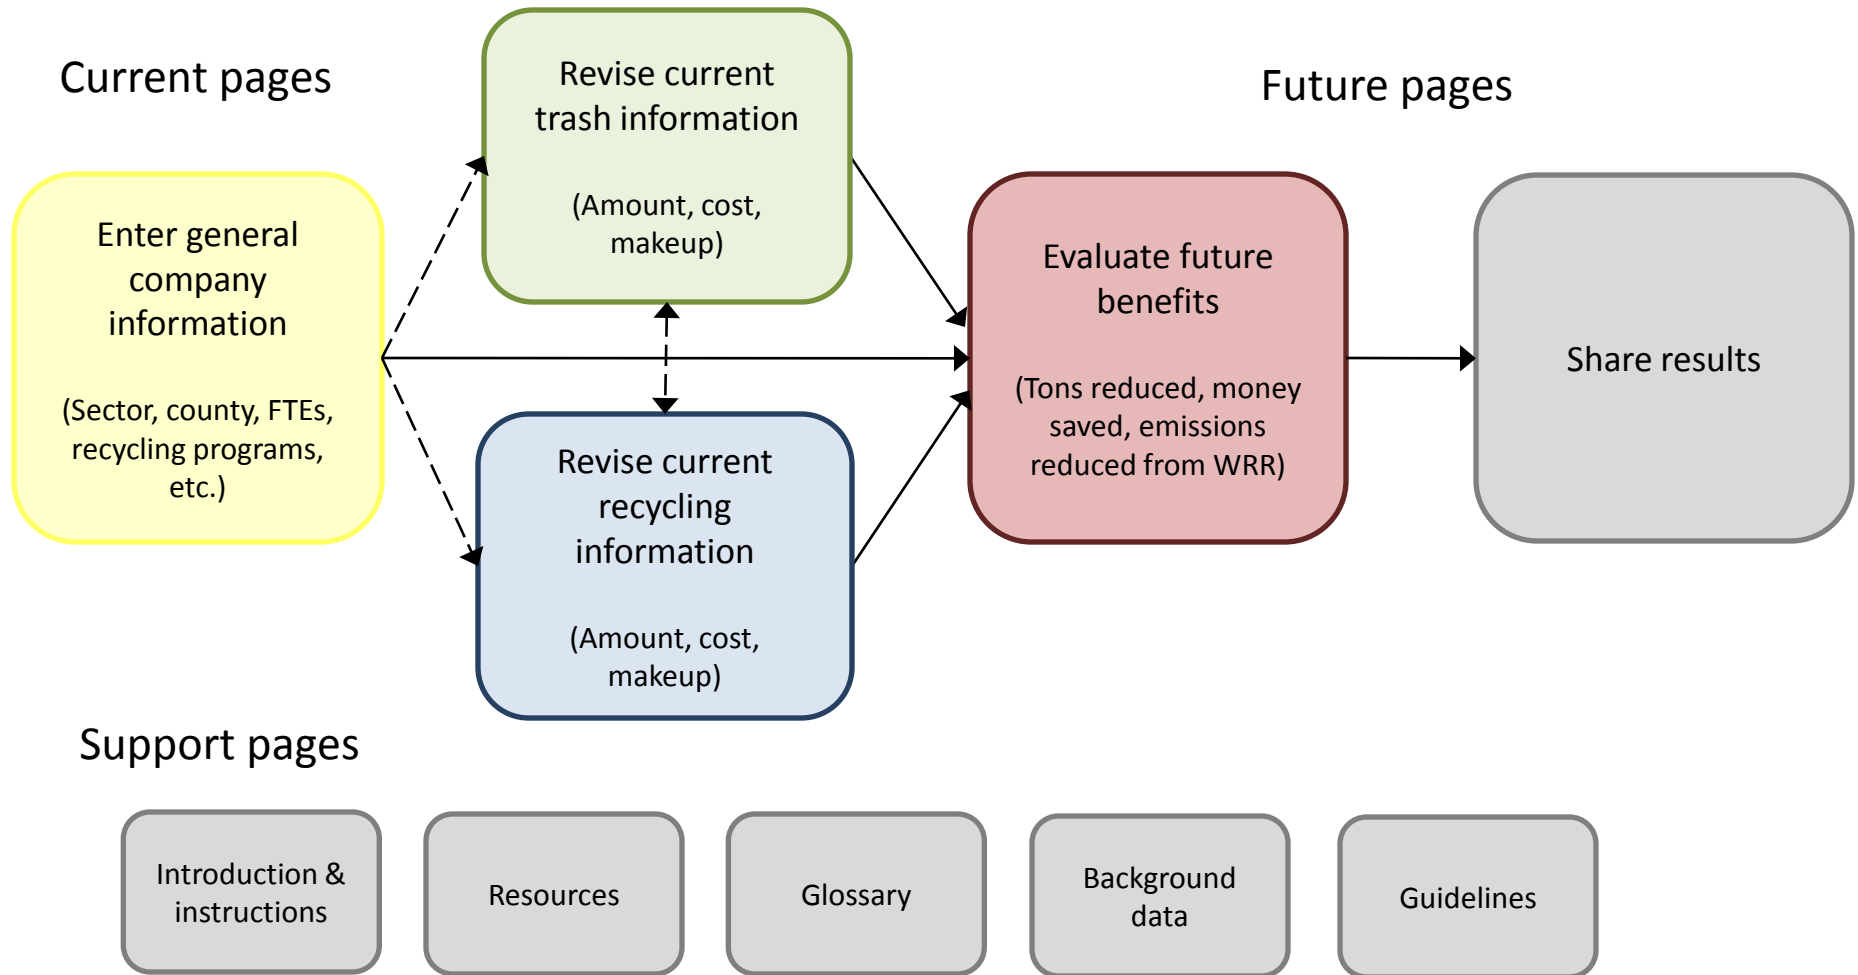 Current pages
Future pages
Enter general
company
information
(Sector, county, FTEs,
recycling programs,
etc.)
Revise current
trash information
(Amount, cost,
makeup)
Revise current
recycling
information
(Amount, cost,
makeup)
Evaluate future
benefits
(Tons reduced, money
saved, emissions
reduced from WRR)
Share results
Support pages
Introduction &
instructions
Resources
Glossary
Background
data
Guidelines